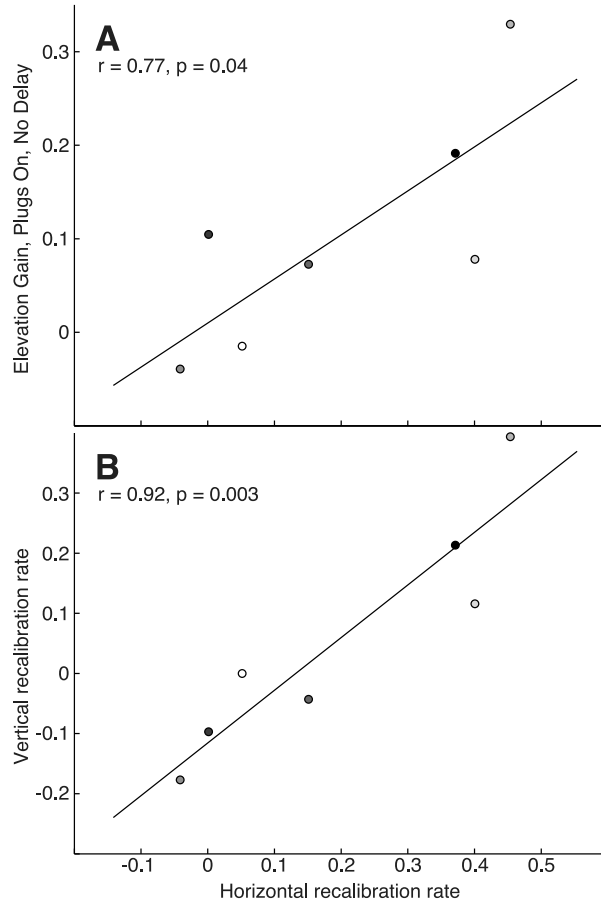 A
r = 0.77, p = 0.04
Elevation Gain, Plugs On, No Delay
0.3
0.2
0.1
0
B
r = 0.92, p = 0.003
Vertical recalibration rate
0.3
0.2
0.1
0
-0.1
-0.2
-0.1 0 0.1 0.2 0.3 0.4 0.5
Horizontal recalibration rate